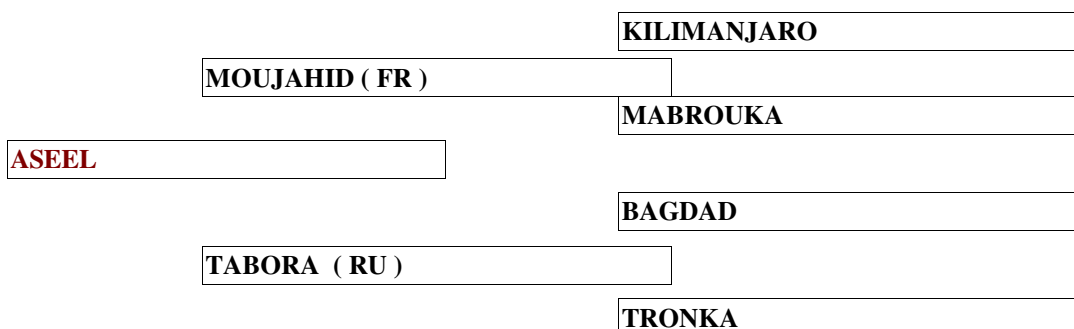 KILIMANJARO
MOUJAHID ( FR )
MABROUKA
ASEEL
BAGDAD
TABORA ( RU )
TRONKA